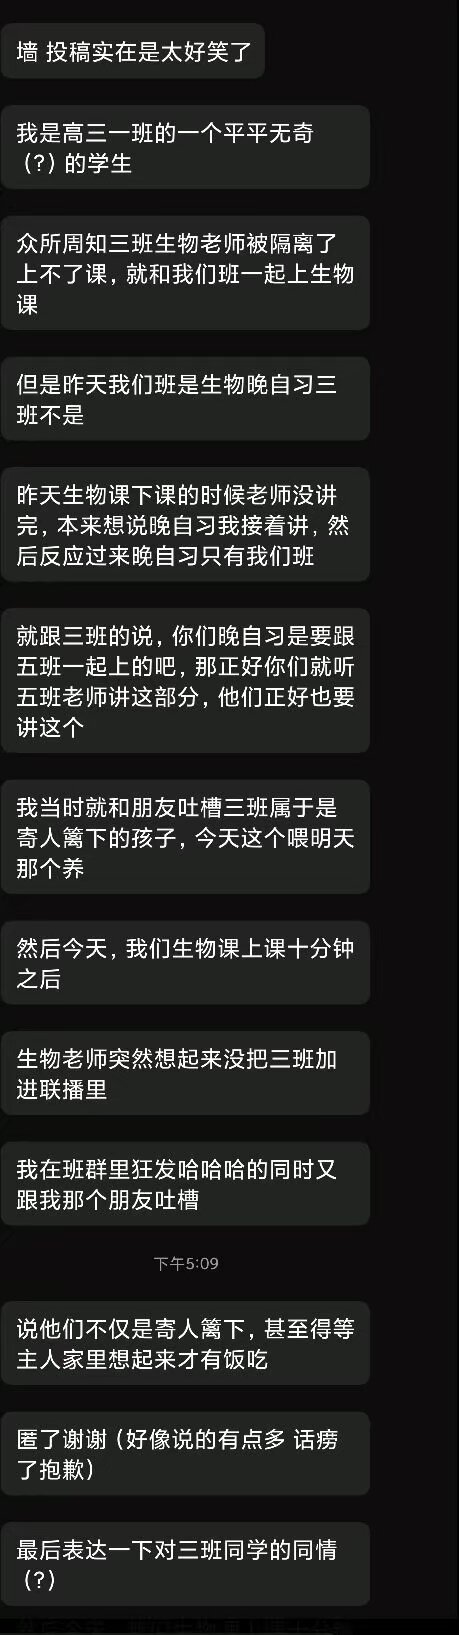 墙 投稿实在是太好笑了
我是高三一班的一个平平无奇
（?）的学生
众所周知三班生物老师被隔离了
上不了课，就和我们班一起上生物
课
但是昨天我们班是生物晚自习三
班不是
昨天生物课下课的时候老师没讲
完，本来想说晚自习我接着讲，然
后反应过来晚自习只有我们班
就跟三班的说，你们晚自习是要跟
五班一起上的吧，那正好你们就听
五班老师讲这部分，他们正好也要
讲这个
我当时就和朋友吐槽三班属于是
寄人篱下的孩子，今天这个喂明天
那个养
然后今天，我们生物课上课十分钟
之后
生物老师突然想起来没把三班加
进联播里
我在班群里狂发哈哈哈的同时又
跟我那个朋友吐槽
下午5:09
说他们不仅是寄人篱下，甚至得等
主人家里想起来才有饭吃
匿了谢谢（好像说的有点多 话痨
了抱歉）
最后表达一下对三班同学的同情
（?）